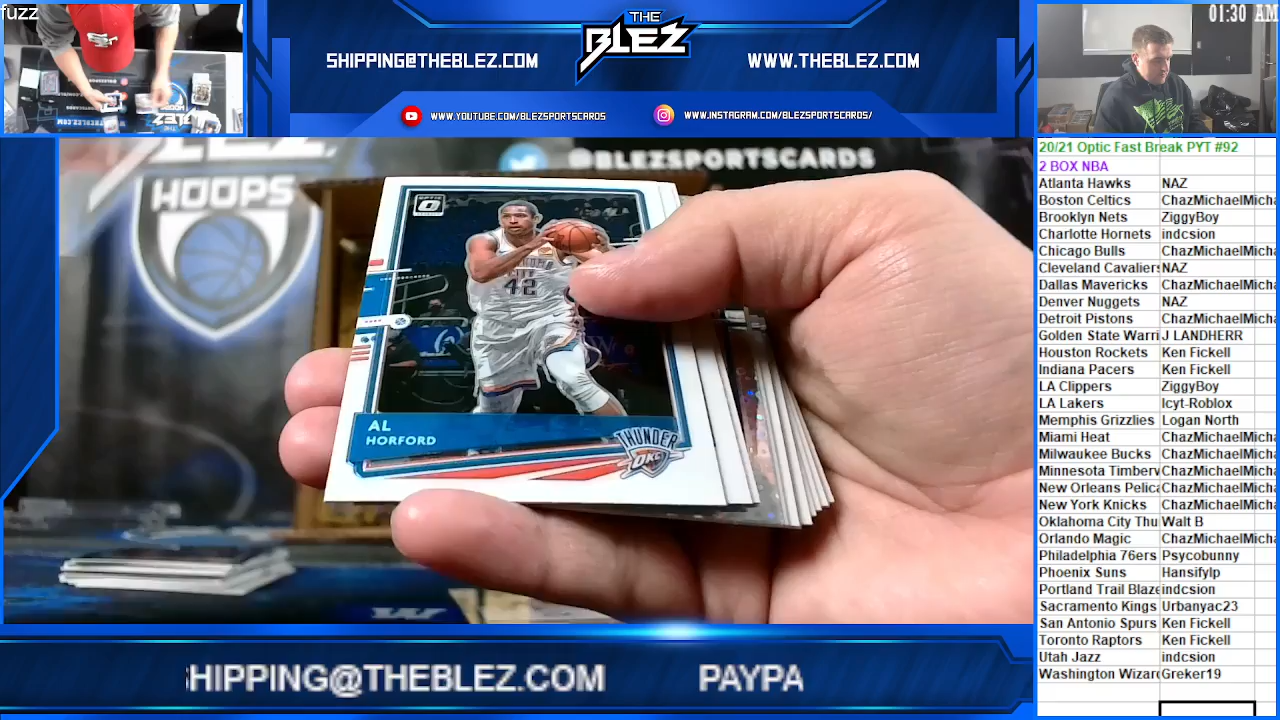 fuzz
SHIPPING@THEBLEZ.COM
THE
BLEZ
WWW.THEBLEZ.COM
01:30 AM
WWW.YOUTUBE.COM/BLEZSPORTSCARDS
WWW.INSTAGRAM.COM/BLEZSPORTSCARDS/
@BLEZSPORTSCARDS
HOOPS
OPTIC
42
AL
HORFORD
THUNDER
OKC
20/21 Optic Fast Break PYT #92
2 BOX NBA
Atlanta Hawks NAZ
Boston Celtics ChazMichaelMicha
Brooklyn Nets ZiggyBoy
Charlotte Hornets indcsion
Chicago Bulls ChazMichaelMicha
Cleveland Cavaliers NAZ
Dallas Mavericks ChazMichaelMicha
Denver Nuggets NAZ
Detroit Pistons ChazMichaelMicha
Golden State Warri J LANDHERR
Houston Rockets Ken Fickell
Indiana Pacers Ken Fickell
LA Clippers ZiggyBoy
LA Lakers Icyt-Roblox
Memphis Grizzlies Logan North
Miami Heat ChazMichaelMicha
Milwaukee Bucks ChazMichaelMicha
Minnesota Timberv ChazMichaelMicha
New Orleans Pelica ChazMichaelMicha
New York Knicks ChazMichaelMicha
Oklahoma City Thu Walt B
Orlando Magic ChazMichaelMicha
Philadelphia 76ers Psycobunny
Phoenix Suns Hansifylp
Portland Trail Blaze indcsion
Sacramento Kings Urbanyac23
San Antonio Spurs Ken Fickell
Toronto Raptors Ken Fickell
Utah Jazz indcsion
Washington Wizard Greker19
HIPPING@THEBLEZ.COM PAYPA